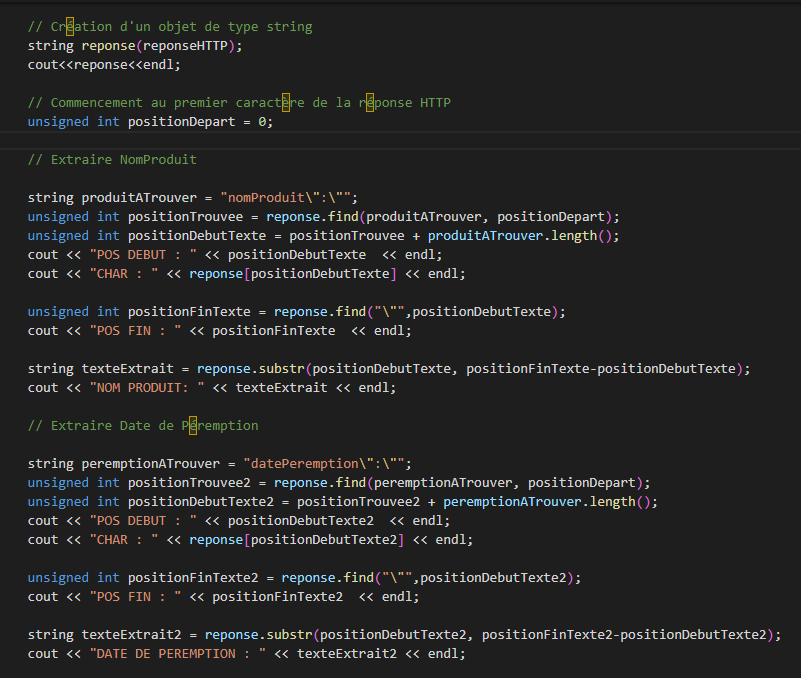 // Création d'un objet de type string
string reponse(reponseHTTP);
cout<<reponse<<endl;
// Commencement au premier caractère de la réponse HTTP
unsigned int positionDepart = 0;
// Extraire NomProduit
string produitATrouver = "nomProduit\":\"";
unsigned int positionTrouvee = reponse.find(produitATrouver, positionDepart);
unsigned int positionDebutTexte = positionTrouvee + produitATrouver.length();
cout << "POS DEBUT : " << positionDebutTexte  << endl;
cout << "CHAR : " << reponse[positionDebutTexte] << endl;
unsigned int positionFinTexte = reponse.find("\"",positionDebutTexte);
cout << "POS FIN : " << positionFinTexte  << endl;
string texteExtrait = reponse.substr(positionDebutTexte, positionFinTexte-positionDebutTexte);
cout << "NOM PRODUIT: " << texteExtrait << endl;
// Extraire Date de Péremption
string peremptionATrouver = "datePeremption\":\"";
unsigned int positionTrouvee2 = reponse.find(peremptionATrouver, positionDepart);
unsigned int positionDebutTexte2 = positionTrouvee2 + peremptionATrouver.length();
cout << "POS DEBUT : " << positionDebutTexte2  << endl;
cout << "CHAR : " << reponse[positionDebutTexte2] << endl;
unsigned int positionFinTexte2 = reponse.find("\"",positionDebutTexte2);
cout << "POS FIN : " << positionFinTexte2  << endl;
string texteExtrait2 = reponse.substr(positionDebutTexte2, positionFinTexte2-positionDebutTexte2);
cout << "DATE DE PEREMPTION : " << texteExtrait2 << endl;